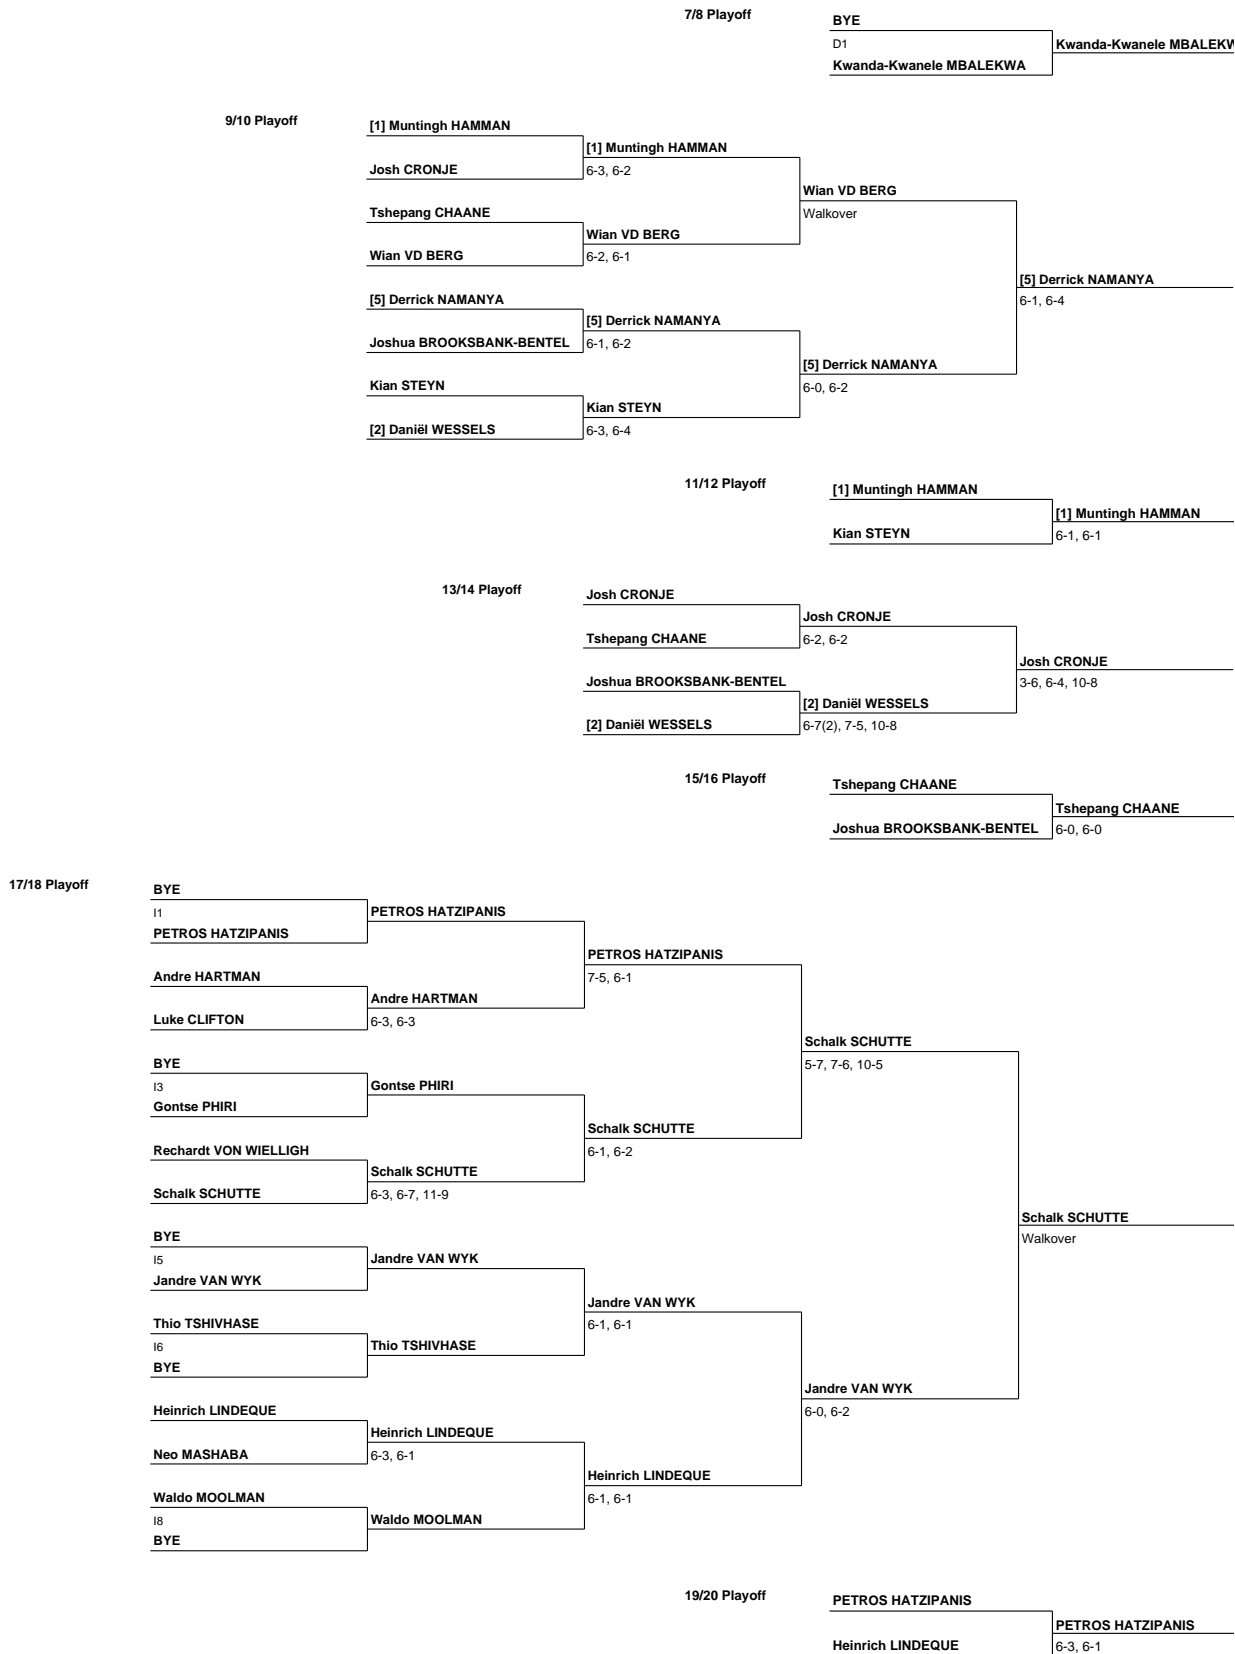 7/8 Playoff
BYE
D1
Kwanda-Kwanele MBALEKWA
Kwanda-Kwanele MBALEKW
9/10 Playoff
[1] Muntingh HAMMAN
Josh CRONJE
Tshepang CHAANE
Wian VD BERG
[5] Derrick NAMANYA
Joshua BROOKSBANK-BENTEL
Kian STEYN
[2] Daniël WESSELS
[1] Muntingh HAMMAN
6-3, 6-2
Wian VD BERG
6-2, 6-1
[5] Derrick NAMANYA
6-1, 6-2
Kian STEYN
6-3, 6-4
Wian VD BERG
Walkover
[5] Derrick NAMANYA
6-0, 6-2
[5] Derrick NAMANYA
6-1, 6-4
11/12 Playoff
[1] Muntingh HAMMAN
Kian STEYN
[1] Muntingh HAMMAN
6-1, 6-1
13/14 Playoff
Josh CRONJE
Tshepang CHAANE
Joshua BROOKSBANK-BENTEL
[2] Daniël WESSELS
Josh CRONJE
6-2, 6-2
[2] Daniël WESSELS
6-7(2), 7-5, 10-8
Josh CRONJE
3-6, 6-4, 10-8
15/16 Playoff
Tshepang CHAANE
Joshua BROOKSBANK-BENTEL
Tshepang CHAANE
6-0, 6-0
17/18 Playoff
BYE
I1
PETROS HATZIPANIS
Andre HARTMAN
Luke CLIFTON
BYE
I3
Gontse PHIRI
Rechardt VON WIELLIGH
Schalk SCHUTTE
BYE
I5
Jandre VAN WYK
Thio TSHIVHASE
I6
BYE
Heinrich LINDEQUE
Neo MASHABA
Waldo MOOLMAN
I8
BYE
PETROS HATZIPANIS
Andre HARTMAN
6-3, 6-3
Gontse PHIRI
Schalk SCHUTTE
6-3, 6-7, 11-9
Jandre VAN WYK
Thio TSHIVHASE
Heinrich LINDEQUE
6-3, 6-1
Waldo MOOLMAN
PETROS HATZIPANIS
7-5, 6-1
Schalk SCHUTTE
6-1, 6-2
Jandre VAN WYK
6-1, 6-1
Heinrich LINDEQUE
6-1, 6-1
Schalk SCHUTTE
5-7, 7-6, 10-5
Jandre VAN WYK
6-0, 6-2
Schalk SCHUTTE
Walkover
19/20 Playoff
PETROS HATZIPANIS
Heinrich LINDEQUE
PETROS HATZIPANIS
6-3, 6-1